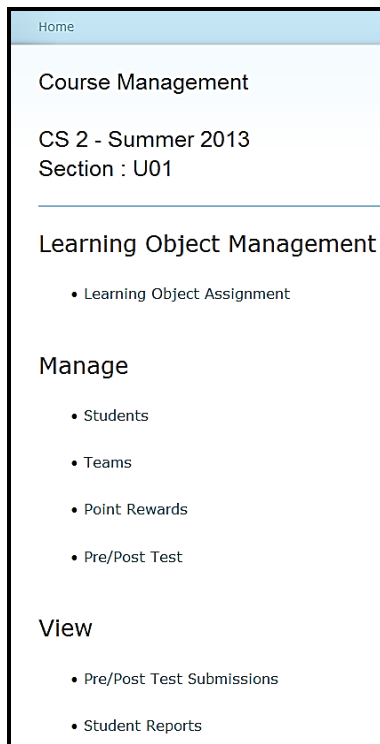 Home
Course Management
CS 2 - Summer 2013
Section : U01
Learning Object Management
• Learning Object Assignment
Manage
• Students
• Teams
• Point Rewards
• Pre/Post Test
View
• Pre/Post Test Submissions
• Student Reports